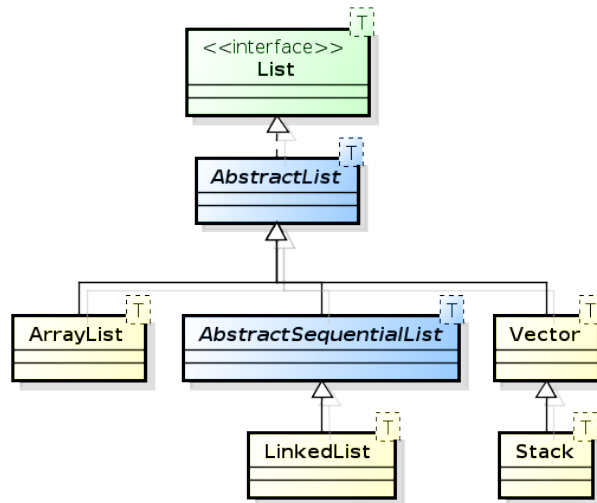 T
<<interface>>
List
T
AbstractList
T
ArrayList
T
AbstractSequentialList
T
Vector
T
LinkedList
T
Stack